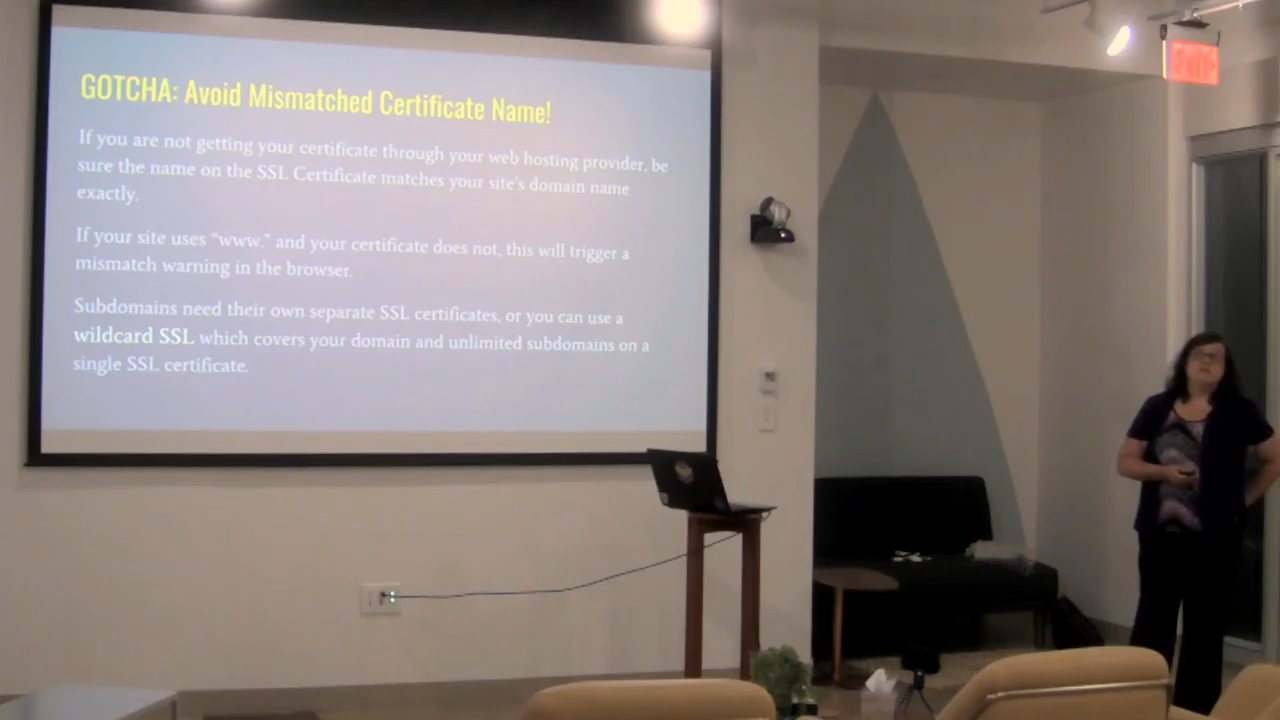 GOTCHA: Avoid Mismatched Certificate Name!
If you are not getting your certificate through your web hosting provider, be
sure the name on the SSL Certificate matches your site's domain name
exactly.
If your site uses "www." and your certificate does not, this will trigger a
mismatch warning in the browser.
Subdomains need their own separate SSL certificates, or you can use a
wildcard SSL which covers your domain and unlimited subdomains on a
single SSL certificate.
EXIT